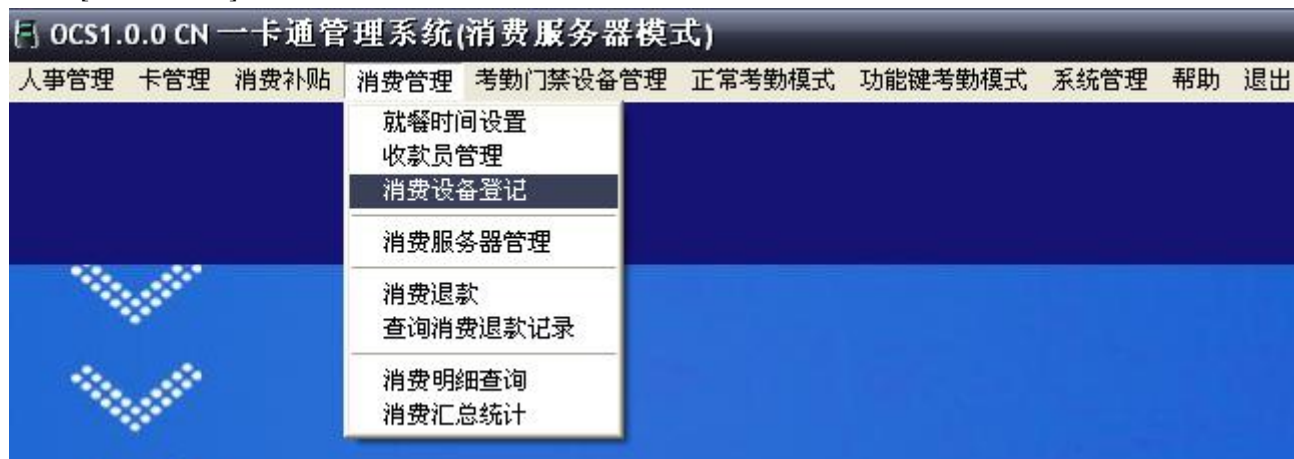 OCS1.0.0 CN 一卡通管理系统(消费服务器模式)
人事管理 卡管理 消费补贴 消费管理 考勤门禁设备管理 正常考勤模式 功能键考勤模式 系统管理 帮助 退出
就餐时间设置
收款员管理
消费设备登记
消费服务器管理
消费退款
查询消费退款记录
消费明细查询
消费汇总统计